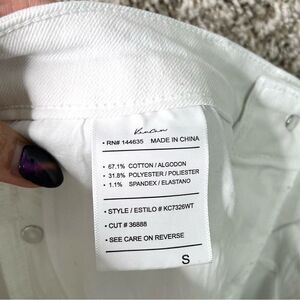 KanCan
• RN# 144635 MADE IN CHINA
• 67.1% COTTON / ALGODON
• 31.8% POLYESTER / POLIESTER
• 1.1% SPANDEX / ELASTANO
• STYLE / ESTILO # KC7326WT
• CUT # 36888
• SEE CARE ON REVERSE
S